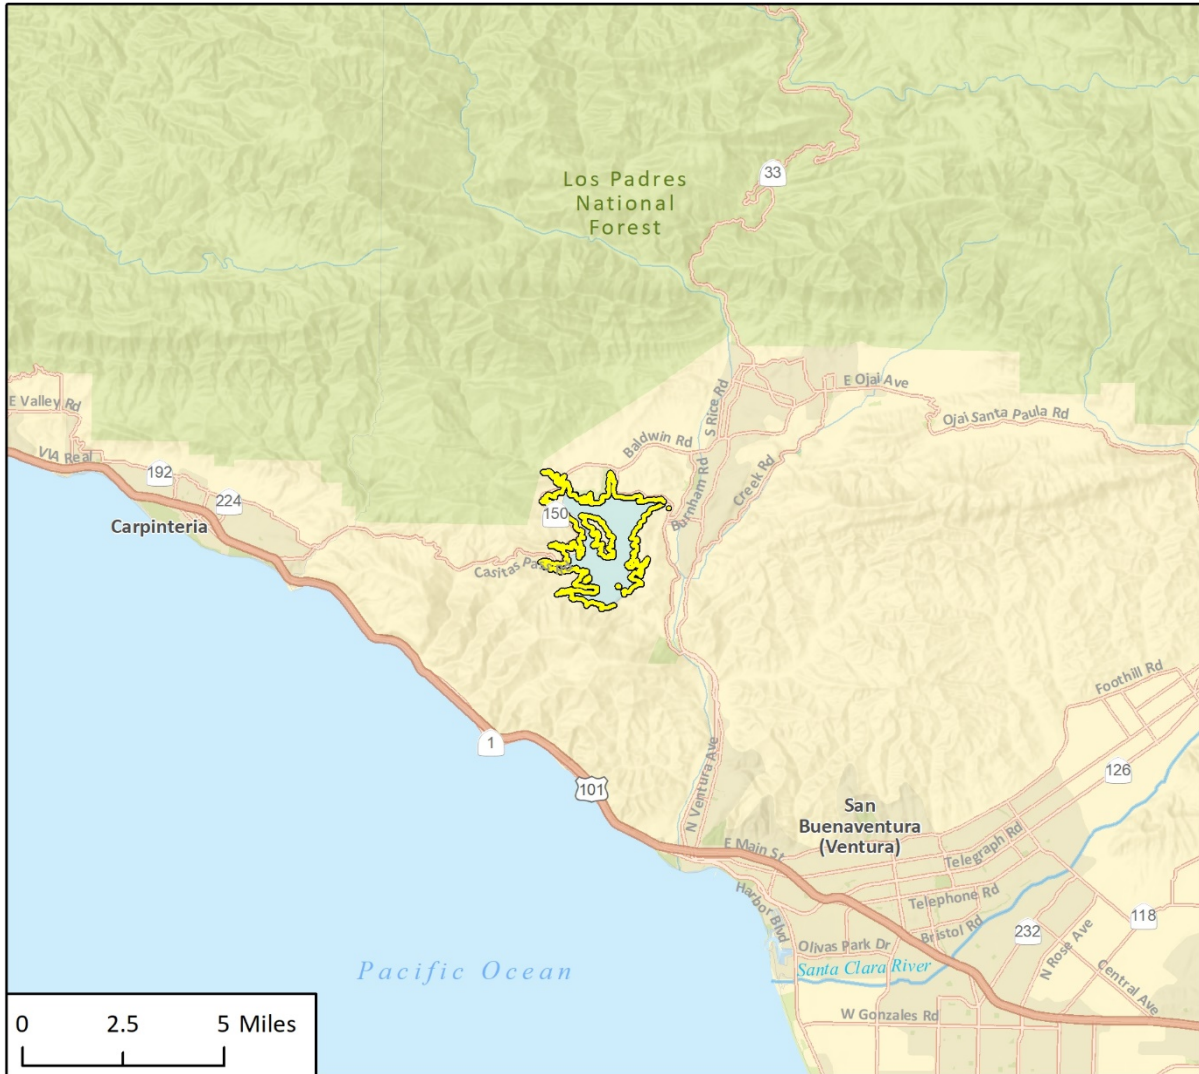 33
Los Padres
National
Forest
E Ojai Ave
S Rice Rd
E Valley Rd
Ojai Santa Paula Rd
Baldwin Rd
VIA Real
192
Creek Rd
Burnham Rd
224
150
Carpinteria
Casitas Pass Rd
Foothill Rd
1
126
N Ventura Ave
101
San
Buenaventura
(Ventura)
E Main St
Telegraph Rd
Telephone Rd
Harbor Blvd
118
Bristol Rd
232
N Rose Ave
Olivas Park Dr
Santa Clara River
Pacific Ocean
Central Ave
W Gonzales Rd
0 2.5 5 Miles